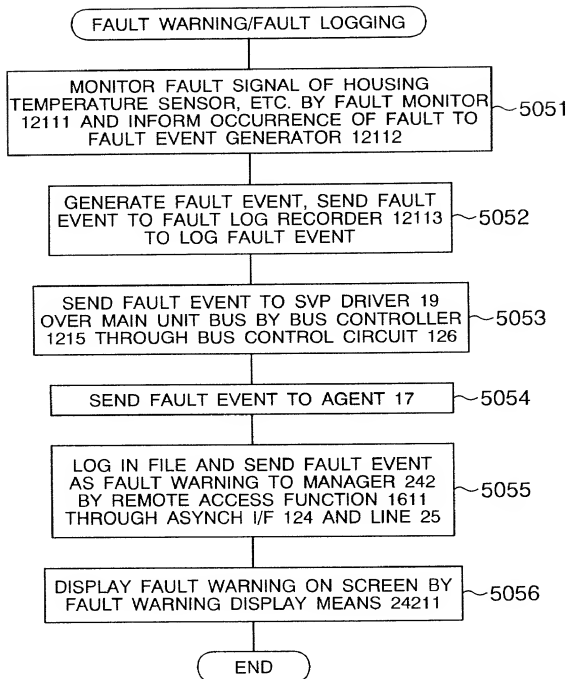 FAULT WARNING/FAULT LOGGING
MONITOR FAULT SIGNAL OF HOUSING
TEMPERATURE SENSOR, ETC. BY FAULT MONITOR
12111 AND INFORM OCCURRENCE OF FAULT TO
FAULT EVENT GENERATOR 12112
5051
GENERATE FAULT EVENT, SEND FAULT
EVENT TO FAULT LOG RECORDER 12113
TO LOG FAULT EVENT
5052
SEND FAULT EVENT TO SVP DRIVER 19
OVER MAIN UNIT BUS BY BUS CONTROLLER
1215 THROUGH BUS CONTROL CIRCUIT 126
5053
SEND FAULT EVENT TO AGENT 17
5054
LOG IN FILE AND SEND FAULT EVENT
AS FAULT WARNING TO MANAGER 242
BY REMOTE ACCESS FUNCTION 1611
THROUGH ASYNCH I/F 124 AND LINE 25
5055
DISPLAY FAULT WARNING ON SCREEN BY
FAULT WARNING DISPLAY MEANS 24211
5056
END